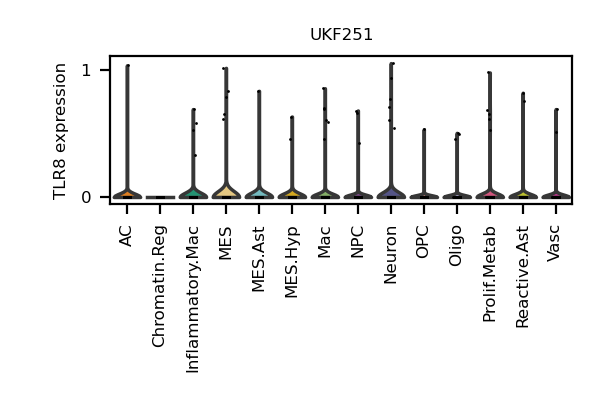 UKF251
TLR8 expression
1
0
AC
Chromatin.Reg
Inflammatory.Mac
MES
MES.Ast
MES.Hyp
Mac
NPC
Neuron
OPC
Oligo
Prolif.Metab
Reactive.Ast
Vasc